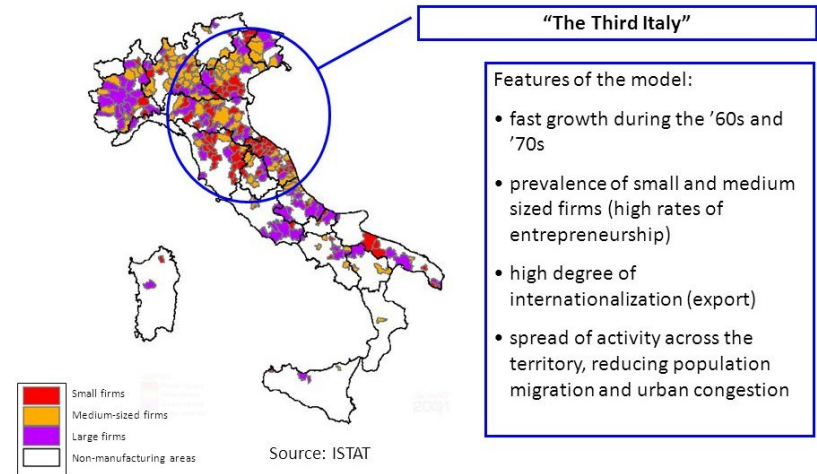 “The Third Italy”
Features of the model:
• fast growth during the ’60s and
’70s
• prevalence of small and medium
sized firms (high rates of
entrepreneurship)
• high degree of
internationalization (export)
• spread of activity across the
territory, reducing population
migration and urban congestion
Small firms
Medium-sized firms
Large firms
Non-manufacturing areas
Source: ISTAT